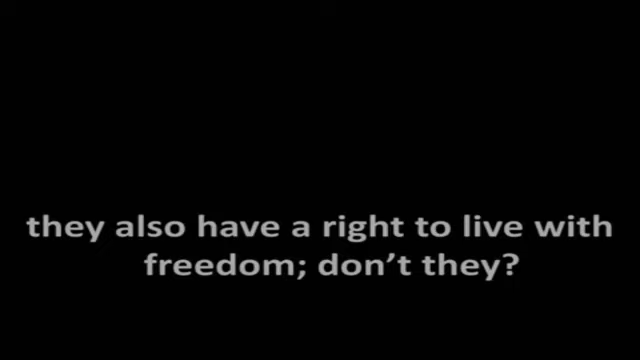 they also have a right to live with
freedom; don’t they?